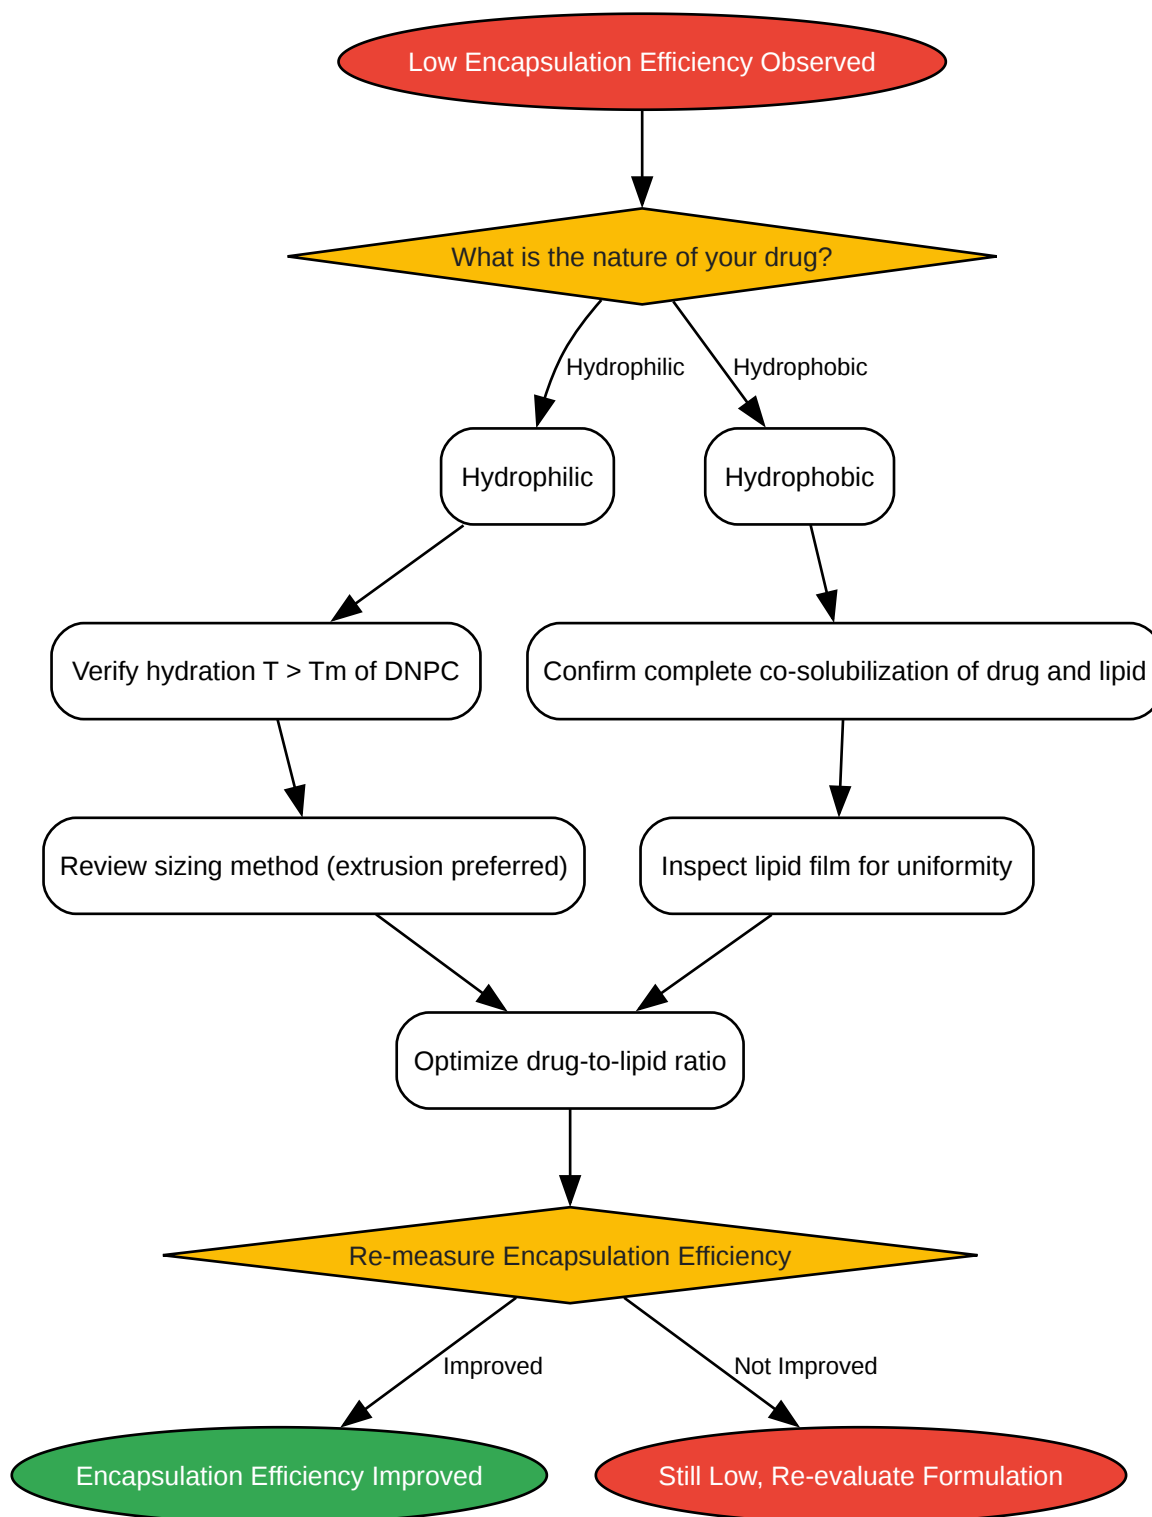 Low Encapsulation Efficiency Observed
What is the nature of your drug?
Hydrophilic
Hydrophobic
Hydrophilic
Hydrophobic
Verify hydration T > Tm of DNPC
Confirm complete co-solubilization of drug and lipid
Review sizing method (extrusion preferred)
Inspect lipid film for uniformity
Optimize drug-to-lipid ratio
Re-measure Encapsulation Efficiency
Improved
Not Improved
Encapsulation Efficiency Improved
Still Low, Re-evaluate Formulation